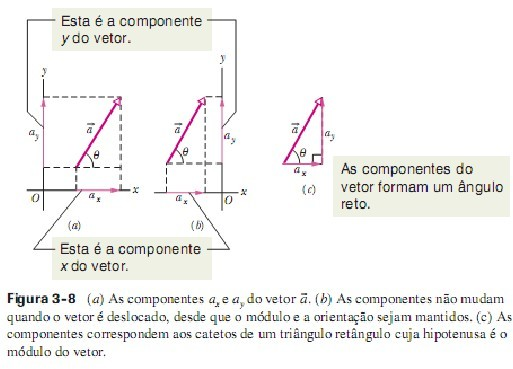 Esta é a componente
y do vetor.
y
y
a_y
a⃗
θ
O
a_x
x
(a)
a⃗
θ
a_y
a_x
O
x
(b)
a⃗
θ
a_y
a_x
(c)
As componentes do
vetor formam um ângulo
reto.
Esta é a componente
x do vetor.
Figura 3-8 (a) As componentes a_x e a_y do vetor a⃗. (b) As componentes não mudam
quando o vetor é deslocado, desde que o módulo e a orientação sejam mantidos. (c) As
componentes correspondem aos catetos de um triângulo retângulo cuja hipotenusa é o
módulo do vetor.